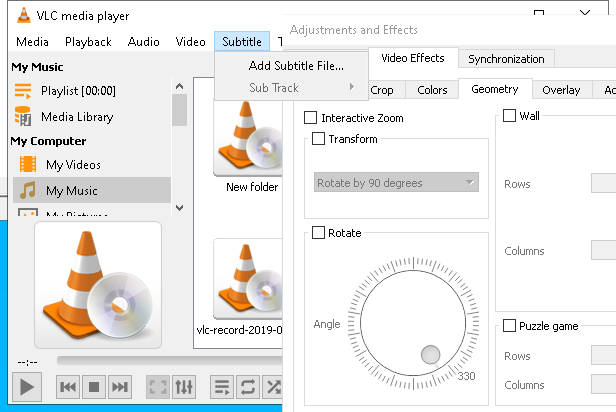 VLC media player
Media Playback Audio Video Subtitle
Adjustments and Effects
Add Subtitle File...
Sub Track
Video Effects Synchronization
Crop Colors Geometry Overlay
My Music
Playlist [00:00]
Media Library
My Computer
My Videos
My Music
My Pictures
New folder
vlc-record-2019-0
--:--
Interactive Zoom
Transform
Rotate by 90 degrees
Rotate
Angle
330
Wall
Rows
Columns
Puzzle game
Rows
Columns